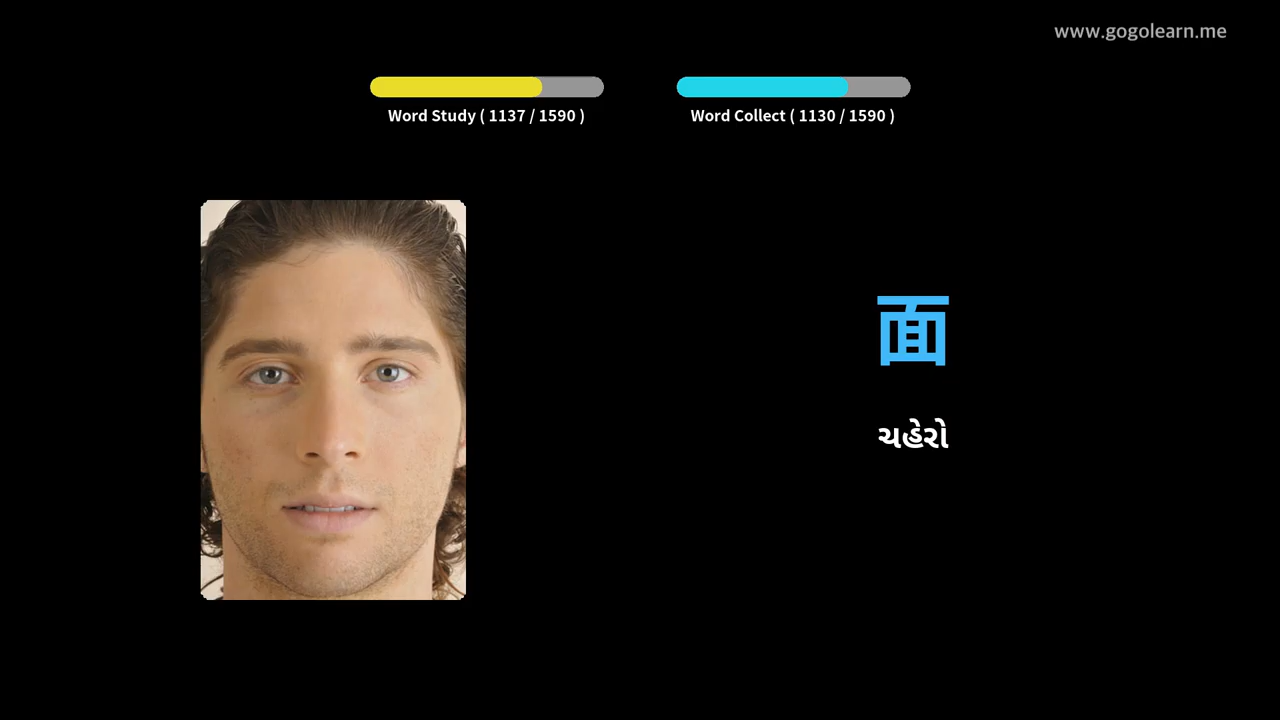 www.gogolearn.me
Word Study ( 1137 / 1590 )
Word Collect ( 1130 / 1590 )
面
ચહેરો